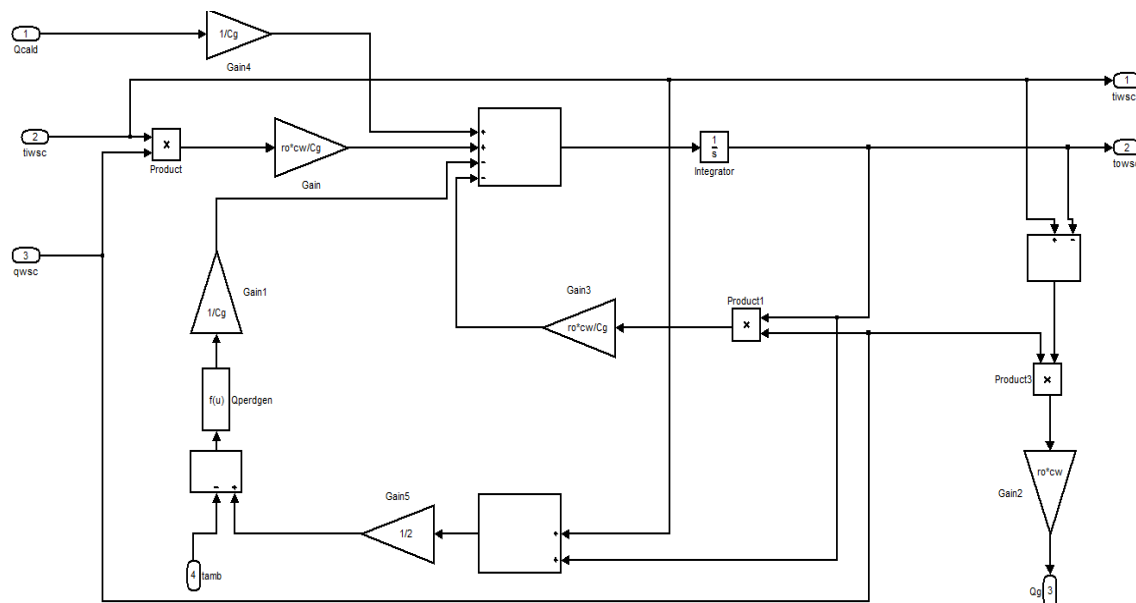 1
Qcald
1/Cg
Gain4
2
tiwsc
×
Product
ro*cw/Cg
Gain
+
+
-
-
1
s
Integrator
1
tiwsc
2
towsc
3
qwsc
1/Cg
Gain1
f(u)
Qperdgen
- +
4
tamb
1/2
Gain5
+
+
ro*cw/Cg
Gain3
Product1
×
+ -
Product3
×
ro*cw
Gain2
Qg
3